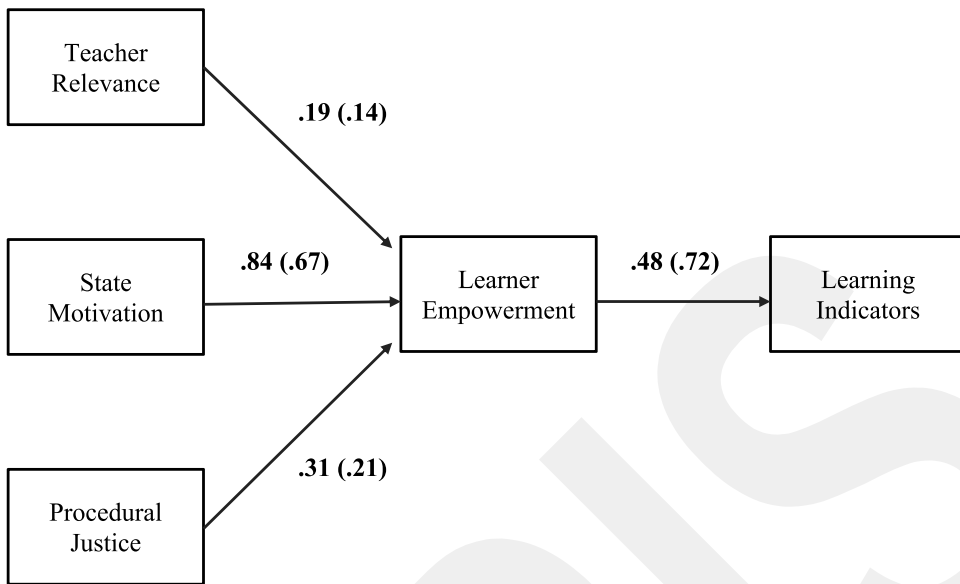 Teacher
Relevance
.19 (.14)
State
Motivation
.84 (.67)
Learner
Empowerment
.48 (.72)
Learning
Indicators
.31 (.21)
Procedural
Justice